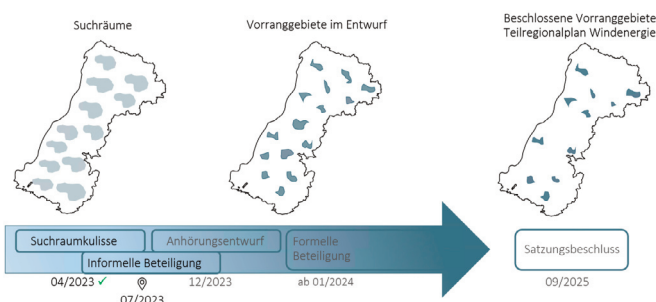 Suchräume
Vorranggebiete im Entwurf
Beschlossene Vorranggebiete
Teilregionalplan Windenergie
Suchraumkulisse
Anhörungsentwurf
Formelle
Beteiligung
Informelle Beteiligung
Satzungsbeschluss
04/2023 ✓
07/2023
12/2023
ab 01/2024
09/2025